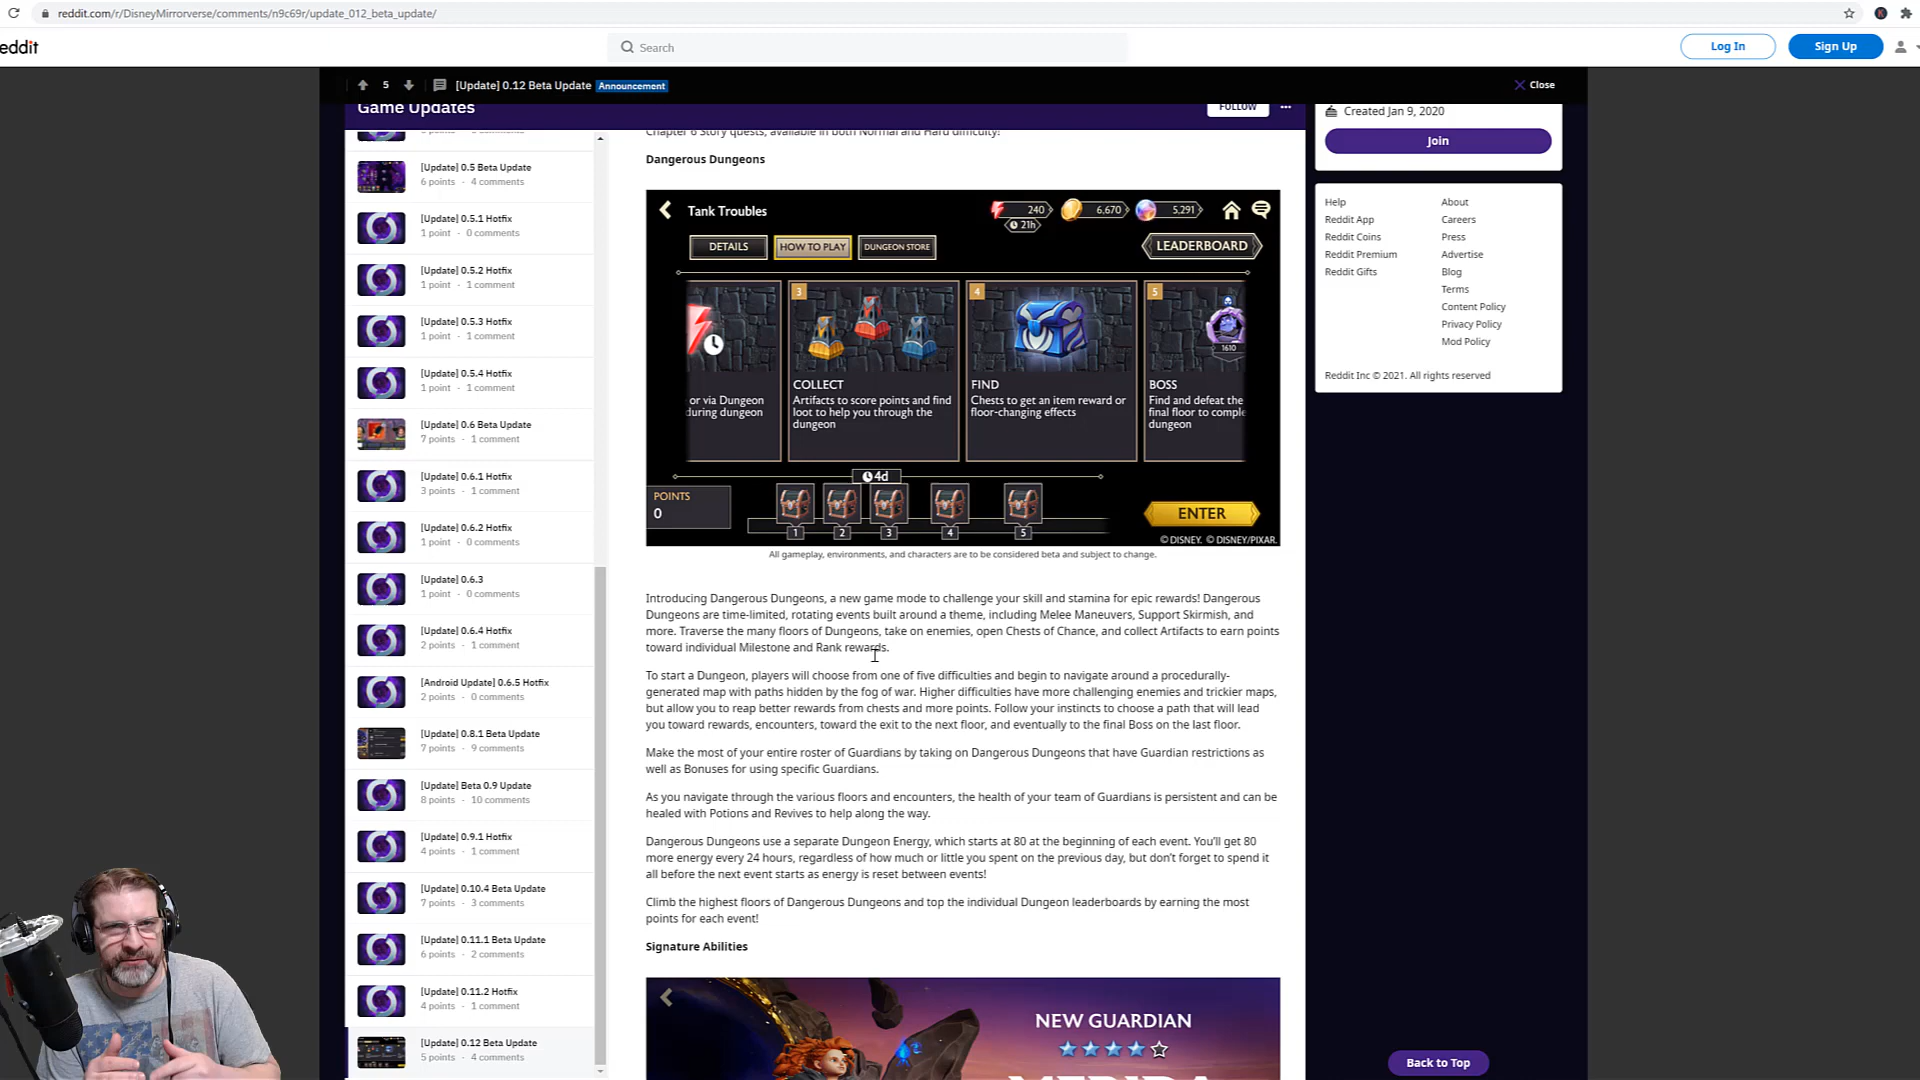 reddit.com/r/DisneyMirrorverse/comments/n9c69r/update_012_beta_update/
eddit
Search
Log In
Sign Up
5
[Update] 0.12 Beta Update
Announcement
Close
Game Updates
FOLLOW
Created Jan 9, 2020
Join
Help
Reddit App
Reddit Coins
Reddit Premium
Reddit Gifts
About
Careers
Press
Advertise
Blog
Terms
Content Policy
Privacy Policy
Mod Policy
Reddit Inc © 2021. All rights reserved
[Update] 0.5 Beta Update
6 points · 4 comments
[Update] 0.5.1 Hotfix
1 point · 0 comments
[Update] 0.5.2 Hotfix
1 point · 1 comment
[Update] 0.5.3 Hotfix
1 point · 1 comment
[Update] 0.5.4 Hotfix
1 point · 1 comment
[Update] 0.6 Beta Update
7 points · 1 comment
[Update] 0.6.1 Hotfix
3 points · 1 comment
[Update] 0.6.2 Hotfix
1 point · 0 comments
[Update] 0.6.3
1 point · 0 comments
[Update] 0.6.4 Hotfix
2 points · 1 comment
[Android Update] 0.6.5 Hotfix
2 points · 0 comments
[Update] 0.8.1 Beta Update
7 points · 9 comments
[Update] Beta 0.9 Update
8 points · 10 comments
[Update] 0.9.1 Hotfix
4 points · 1 comment
[Update] 0.10.4 Beta Update
7 points · 3 comments
[Update] 0.11.1 Beta Update
6 points · 2 comments
[Update] 0.11.2 Hotfix
4 points · 1 comment
[Update] 0.12 Beta Update
5 points · 4 comments
Chapter 6 Story quests, available in both Normal and Hard difficulty!
Dangerous Dungeons
Tank Troubles
240
21h
6,670
5,291
DETAILS
HOW TO PLAY
DUNGEON STORE
LEADERBOARD
or via Dungeon
during dungeon
3
COLLECT
Artifacts to score points and find
loot to help you through the
dungeon
4
FIND
Chests to get an item reward or
floor-changing effects
5
1610
BOSS
Find and defeat the
final floor to comple
dungeon
4d
POINTS
0
1 2 3 4 5
ENTER
© DISNEY. © DISNEY/PIXAR.
All gameplay, environments, and characters are to be considered beta and subject to change.
Introducing Dangerous Dungeons, a new game mode to challenge your skill and stamina for epic rewards! Dangerous
Dungeons are time-limited, rotating events built around a theme, including Melee Maneuvers, Support Skirmish, and
more. Traverse the many floors of Dungeons, take on enemies, open Chests of Chance, and collect Artifacts to earn points
toward individual Milestone and Rank rewards.
To start a Dungeon, players will choose from one of five difficulties and begin to navigate around a procedurally-
generated map with paths hidden by the fog of war. Higher difficulties have more challenging enemies and trickier maps,
but allow you to reap better rewards from chests and more points. Follow your instincts to choose a path that will lead
you toward rewards, encounters, toward the exit to the next floor, and eventually to the final Boss on the last floor.
Make the most of your entire roster of Guardians by taking on Dangerous Dungeons that have Guardian restrictions as
well as Bonuses for using specific Guardians.
As you navigate through the various floors and encounters, the health of your team of Guardians is persistent and can be
healed with Potions and Revives to help along the way.
Dangerous Dungeons use a separate Dungeon Energy, which starts at 80 at the beginning of each event. You'll get 80
more energy every 24 hours, regardless of how much or little you spent on the previous day, but don't forget to spend it
all before the next event starts as energy is reset between events!
Climb the highest floors of Dangerous Dungeons and top the individual Dungeon leaderboards by earning the most
points for each event!
Signature Abilities
NEW GUARDIAN
MERIDA
Back to Top